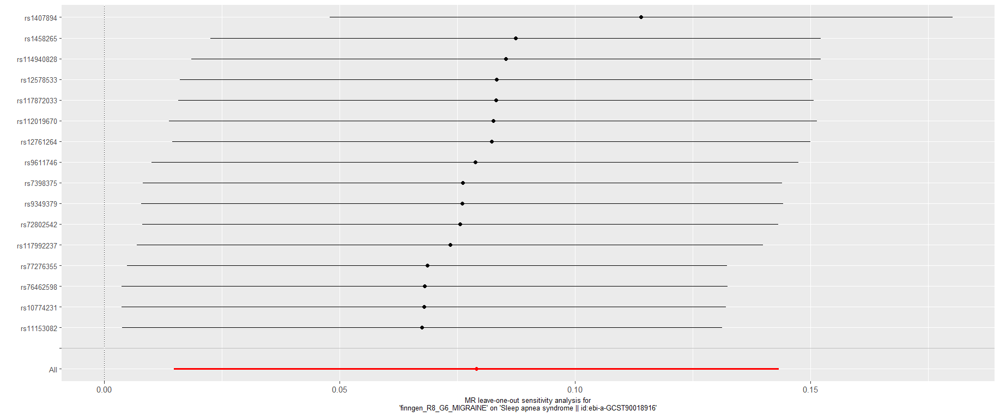 rs1407894
rs1458265
rs114940828
rs12578533
rs117872033
rs112019670
rs12761264
rs9611746
rs7398375
rs9349379
rs72802542
rs117992237
rs77276355
rs76462598
rs10774231
rs11153082
All
0.00 0.05 0.10 0.15
MR leave-one-out sensitivity analysis for
'finngen_R8_G6_MIGRAINE' on 'Sleep apnea syndrome || id:ebi-a-GCST90018916'